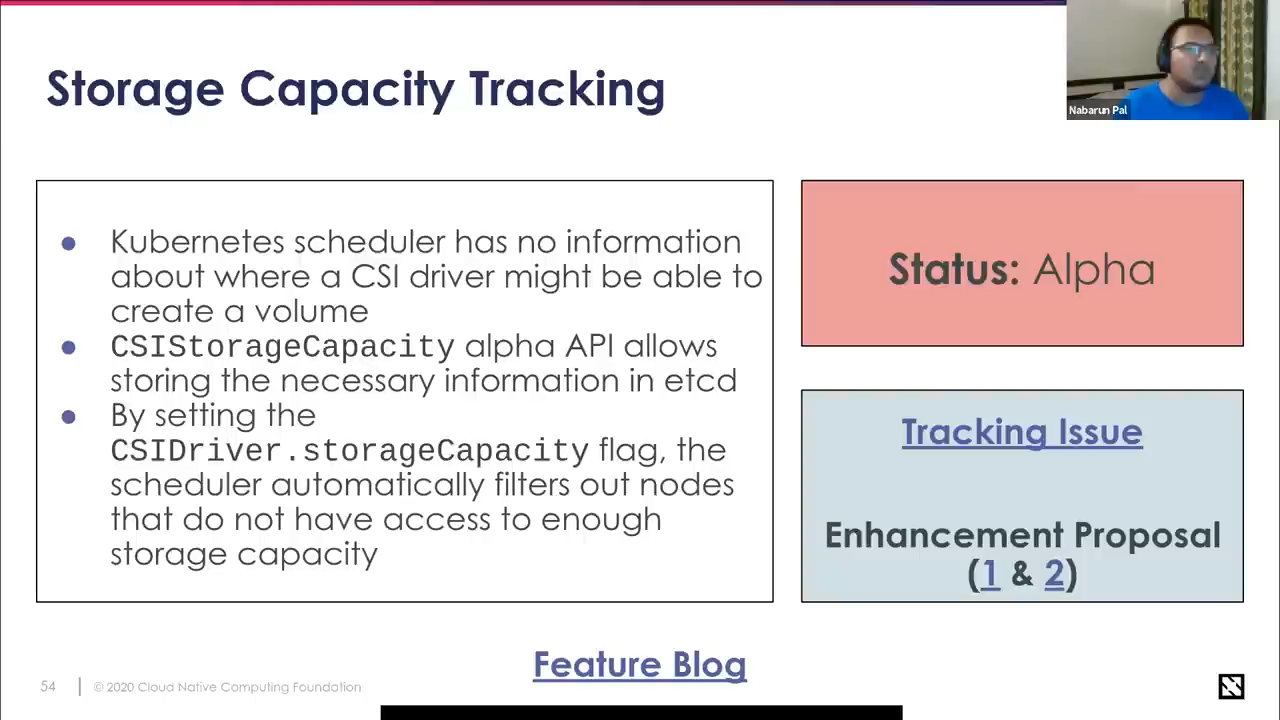 Storage Capacity Tracking
Nabarun Pal
● Kubernetes scheduler has no information
about where a CSI driver might be able to
create a volume
● CSIStorageCapacity alpha API allows
storing the necessary information in etcd
● By setting the
CSIDriver.storageCapacity flag, the
scheduler automatically filters out nodes
that do not have access to enough
storage capacity
Status: Alpha
Tracking Issue
Enhancement Proposal
(1 & 2)
Feature Blog
54 | © 2020 Cloud Native Computing Foundation